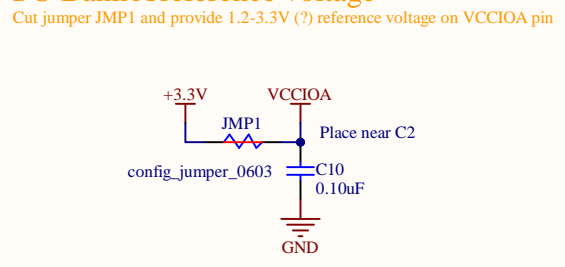 Cut jumper JMP1 and provide 1.2-3.3V (?) reference voltage on VCCIOA pin
+3.3V
VCCIOA
JMP1
Place near C2
config_jumper_0603
C10
0.10uF
GND